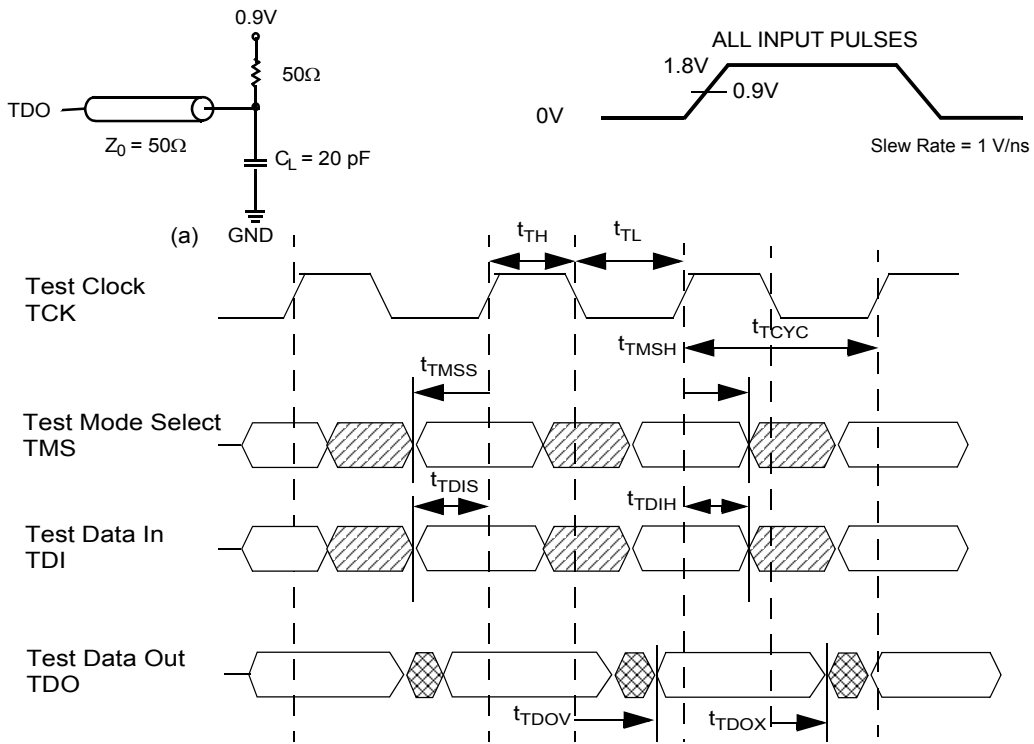 0.9V
50Ω
TDO
Z0 = 50Ω
CL = 20 pF
(a)
GND
ALL INPUT PULSES
1.8V
0.9V
0V
Slew Rate = 1 V/ns
tTH
tTL
Test Clock
TCK
tTCYC
tTMSH
tTMSS
Test Mode Select
TMS
tTDIS
tTDIH
Test Data In
TDI
Test Data Out
TDO
tTDOV
tTDOX